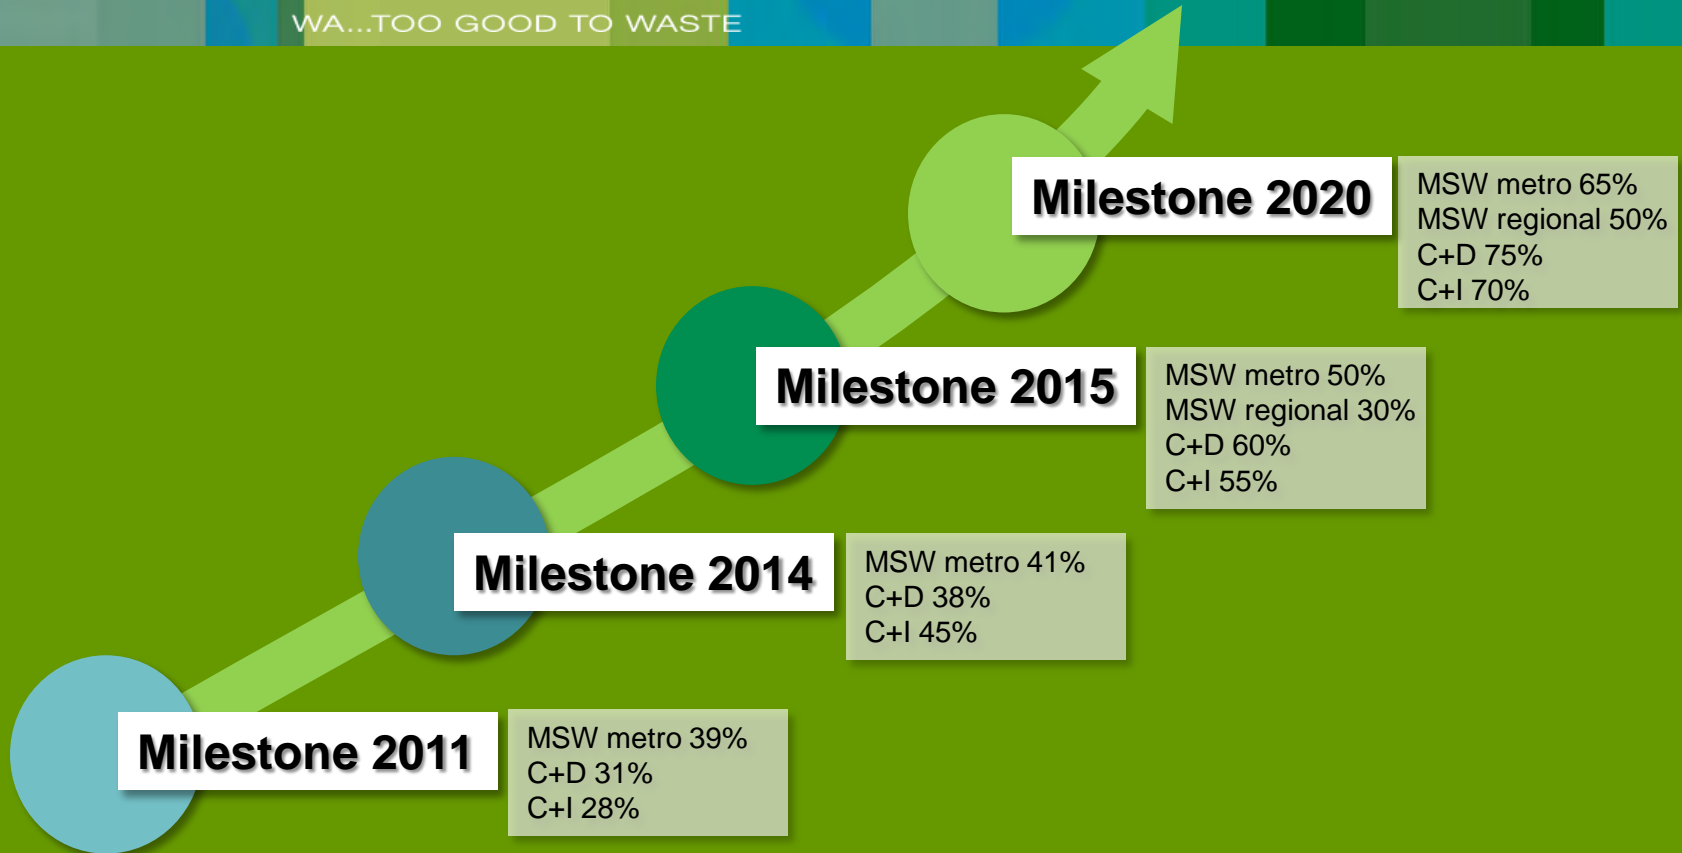 WA...TOO GOOD TO WASTE
Milestone 2020
MSW metro 65%
MSW regional 50%
C+D 75%
C+I 70%
Milestone 2015
MSW metro 50%
MSW regional 30%
C+D 60%
C+I 55%
Milestone 2014
MSW metro 41%
C+D 38%
C+I 45%
Milestone 2011
MSW metro 39%
C+D 31%
C+I 28%